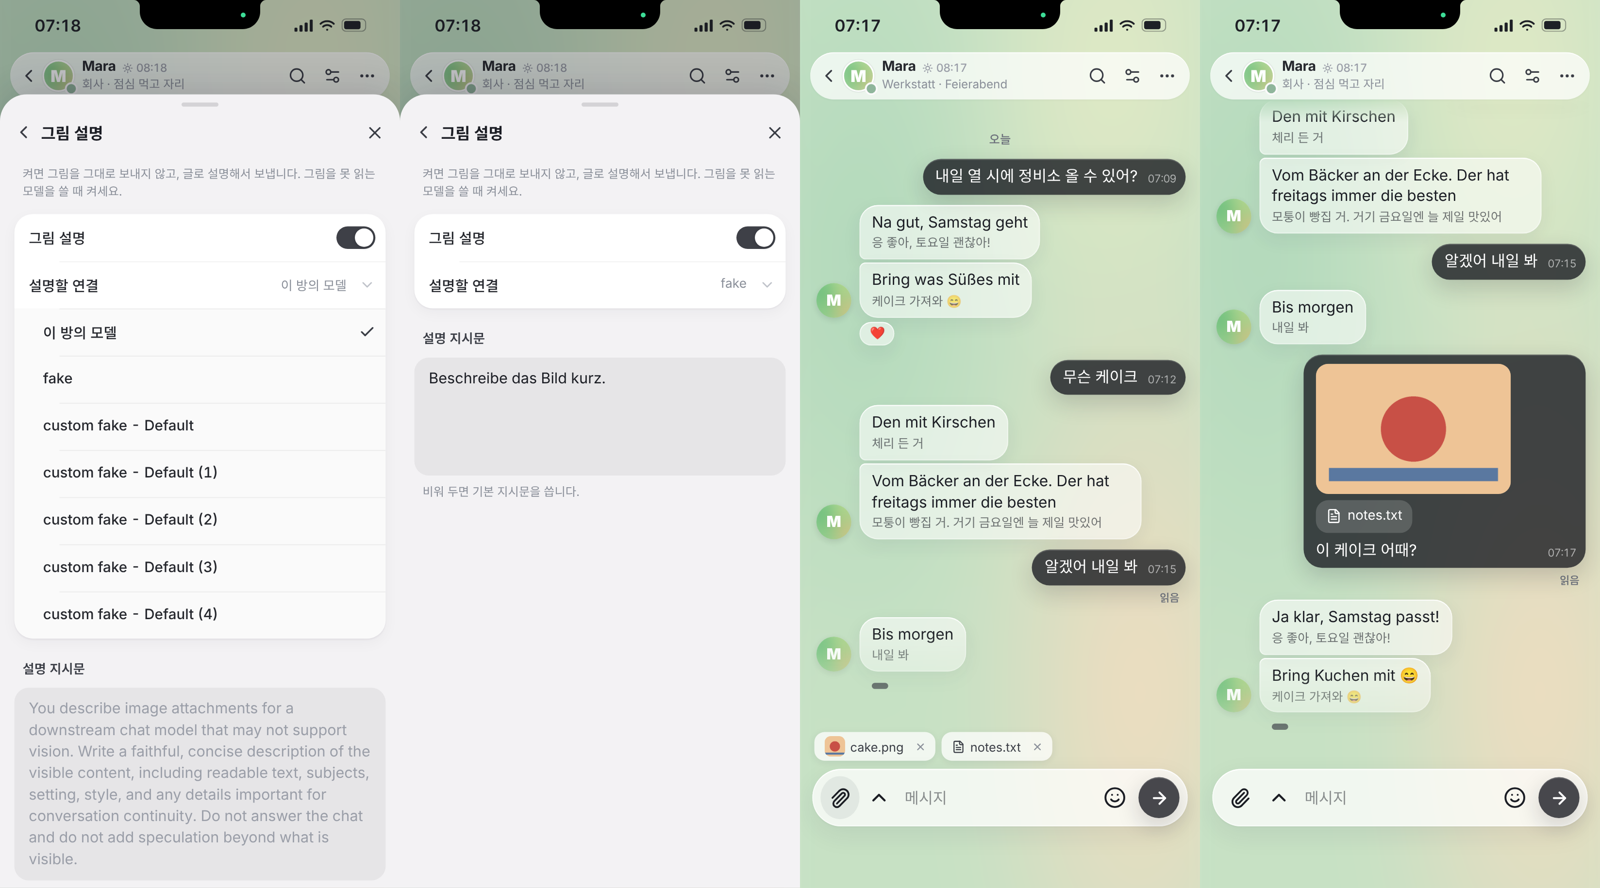 07:18
Mara 08:18
회사 · 점심 먹고 자리
그림 설명
켜면 그림을 그대로 보내지 않고, 글로 설명해서 보냅니다. 그림을 못 읽는
모델을 쓸 때 켜세요.
그림 설명
설명할 연결 이 방의 모델
이 방의 모델
fake
custom fake - Default
custom fake - Default (1)
custom fake - Default (2)
custom fake - Default (3)
custom fake - Default (4)
설명 지시문
You describe image attachments for a
downstream chat model that may not support
vision. Write a faithful, concise description of the
visible content, including readable text, subjects,
setting, style, and any details important for
conversation continuity. Do not answer the chat
and do not add speculation beyond what is
visible.
07:18
Mara 08:18
회사 · 점심 먹고 자리
그림 설명
켜면 그림을 그대로 보내지 않고, 글로 설명해서 보냅니다. 그림을 못 읽는
모델을 쓸 때 켜세요.
그림 설명
설명할 연결 fake
설명 지시문
Beschreibe das Bild kurz.
비워 두면 기본 지시문을 씁니다.
07:17
M
Mara 08:17
Werkstatt · Feierabend
오늘
내일 열 시에 정비소 올 수 있어? 07:09
Na gut, Samstag geht
응 좋아, 토요일 괜찮아!
Bring was Süßes mit
케이크 가져와 😄
M
❤️
무슨 케이크 07:12
Den mit Kirschen
체리 든 거
Vom Bäcker an der Ecke. Der hat
freitags immer die besten
모퉁이 빵집 거. 거기 금요일엔 늘 제일 맛있어
M
알겠어 내일 봐 07:15
읽음
Bis morgen
내일 봐
M
cake.png
notes.txt
메시지
07:17
M
Mara 08:17
회사 · 점심 먹고 자리
Den mit Kirschen
체리 든 거
Vom Bäcker an der Ecke. Der hat
freitags immer die besten
모퉁이 빵집 거. 거기 금요일엔 늘 제일 맛있어
M
알겠어 내일 봐 07:15
Bis morgen
내일 봐
M
notes.txt
이 케이크 어때? 07:17
읽음
Ja klar, Samstag passt!
응 좋아, 토요일 괜찮아!
Bring Kuchen mit 😄
케이크 가져와 😄
M
메시지